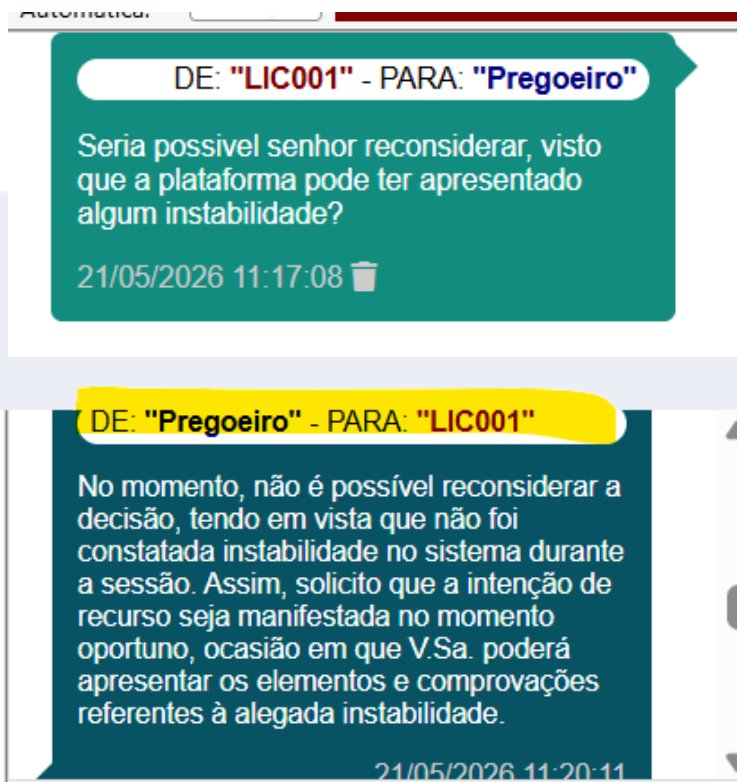 Automática:
DE: "LIC001" - PARA: "Pregoeiro"
Seria possivel senhor reconsiderar, visto
que a plataforma pode ter apresentado
algum instabilidade?
21/05/2026 11:17:08
DE: "Pregoeiro" - PARA: "LIC001"
No momento, não é possível reconsiderar a
decisão, tendo em vista que não foi
constatada instabilidade no sistema durante
a sessão. Assim, solicito que a intenção de
recurso seja manifestada no momento
oportuno, ocasião em que V.Sa. poderá
apresentar os elementos e comprovações
referentes à alegada instabilidade.
21/05/2026 11:20:11